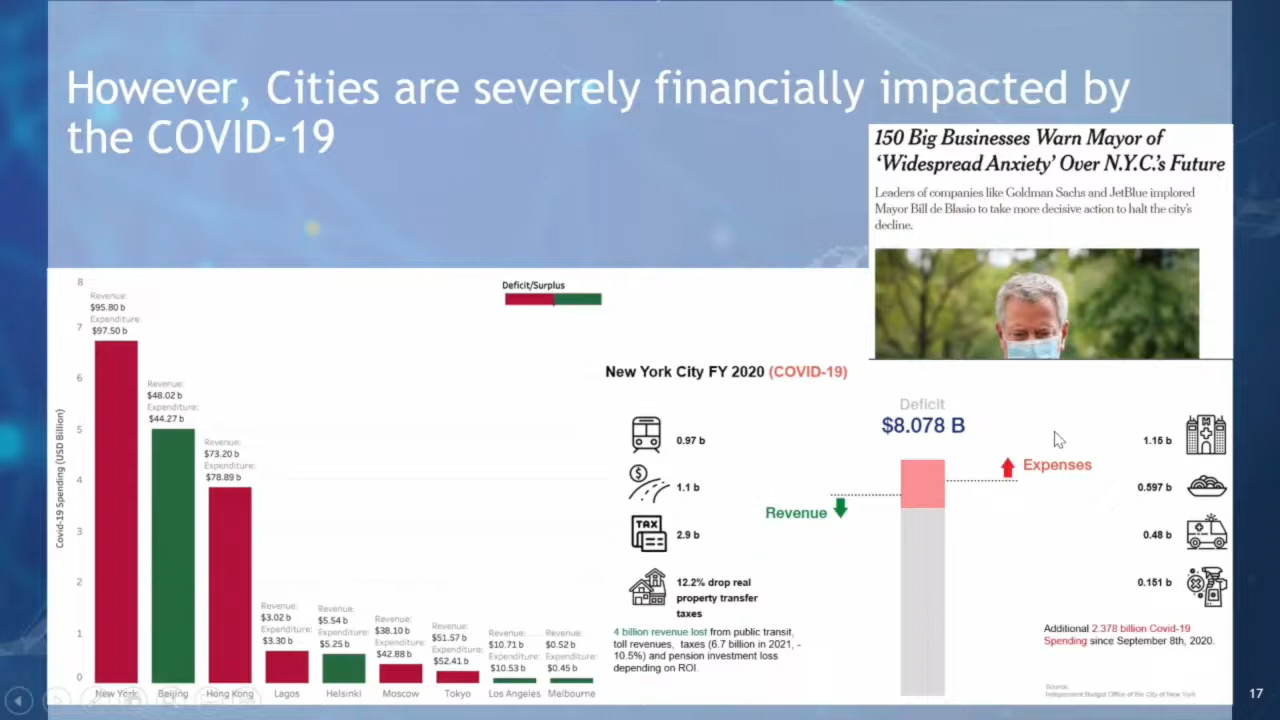 However, Cities are severely financially impacted by
the COVID-19
150 Big Businesses Warn Mayor of
‘Widespread Anxiety’ Over N.Y.C.’s Future
Leaders of companies like Goldman Sachs and JetBlue implored
Mayor Bill de Blasio to take more decisive action to halt the city’s
decline.
Deficit/Surplus
Covid-19 Spending (USD Billion)
8
7
6
5
4
3
2
1
0
Revenue:
$95.80 b
Expenditure:
$97.50 b
Revenue:
$48.02 b
Expenditure:
$44.27 b
Revenue:
$73.20 b
Expenditure:
$78.89 b
Revenue:
$3.02 b
Expenditure:
$3.30 b
Revenue:
$5.54 b
Expenditure:
$5.25 b
Revenue:
$38.10 b
Expenditure:
$42.88 b
Revenue:
$51.57 b
Expenditure:
$52.41 b
Revenue:
$10.71 b
Expenditure:
$10.53 b
Revenue:
$0.52 b
Expenditure:
$0.45 b
New York Beijing Hong Kong Lagos Helsinki Moscow Tokyo Los Angeles Melbourne
New York City FY 2020 (COVID-19)
0.97 b
1.1 b
TAX
2.9 b
12.2% drop real
property transfer
taxes
4 billion revenue lost from public transit,
toll revenues, taxes (6.7 billion in 2021, -
10.5%) and pension investment loss
depending on ROI.
Deficit
$8.078 B
Revenue
Expenses
1.15 b
0.597 b
0.48 b
0.151 b
Additional 2.378 billion Covid-19
Spending since September 8th, 2020.
Source:
Independent Budget Office of the City of New York
17